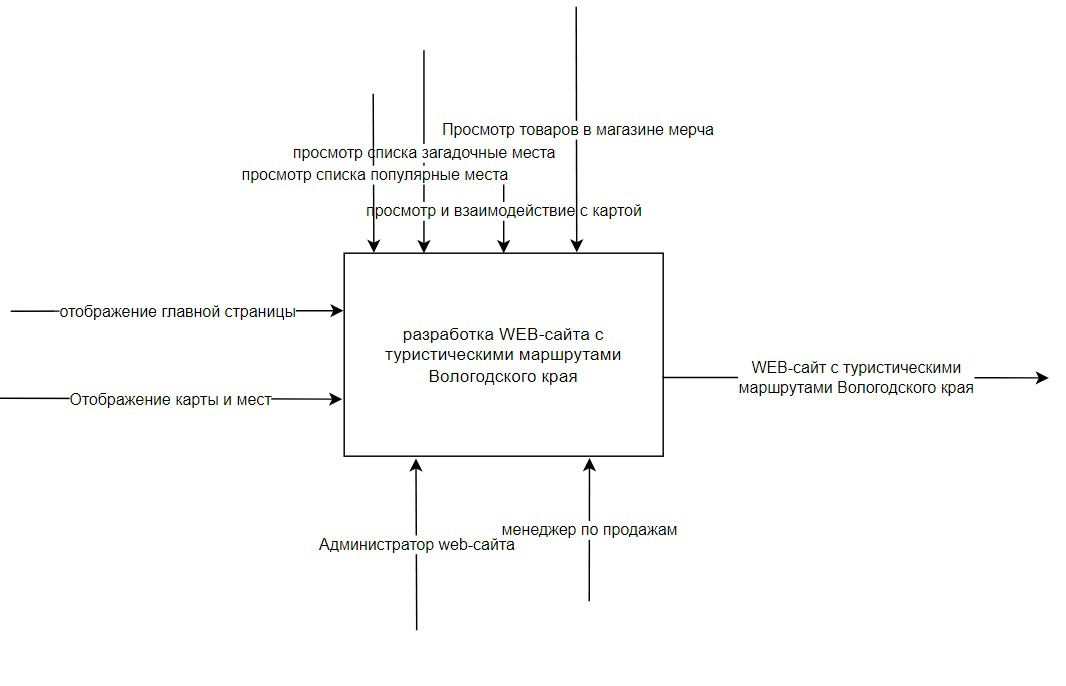 Просмотр товаров в магазине мерча
просмотр списка загадочные места
просмотр списка популярные места
просмотр и взаимодействие с картой
отображение главной страницы
разработка WEB-сайта с
туристическими маршрутами
Вологодского края
WEB-сайт с туристическими
маршрутами Вологодского края
Отображение карты и мест
менеджер по продажам
Администратор web-сайта